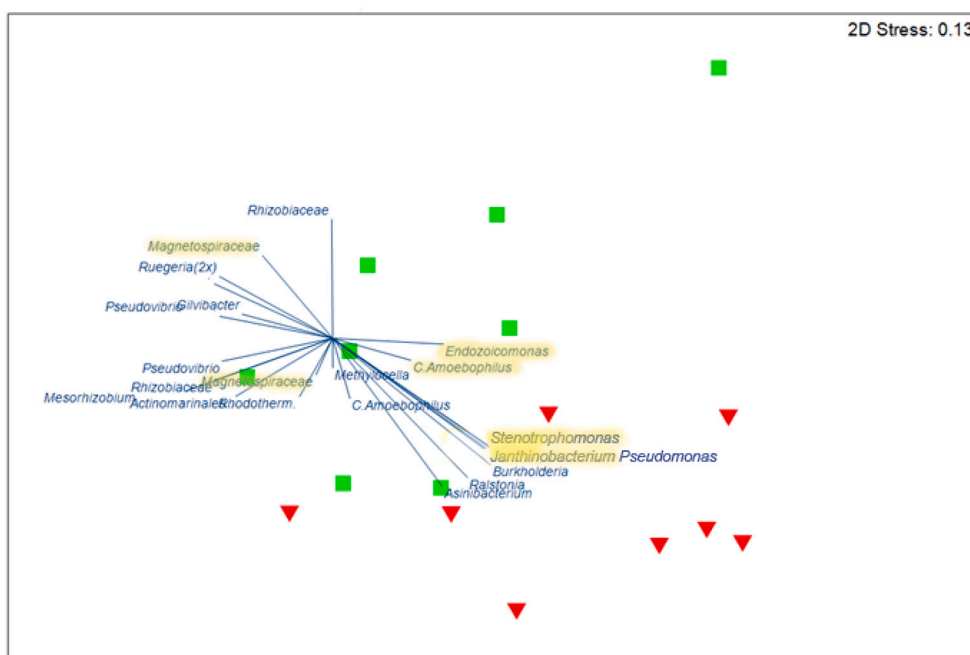 2D Stress: 0.13
Rhizobiaceae
Magnetospiraceae
Ruegeria(2x)
Pseudovibrio Gilvibacter
Endozoicomonas
C.Amoebophilus
Pseudovibrio
Methylocella
Rhizobiaceae Magnetospiraceae
Mesorhizobium Actinomarinales Rhodotherm. C.Amoebophilus
Stenotrophomonas
Janthinobacterium Pseudomonas
Burkholderia
Ralstonia
Asinibacterium